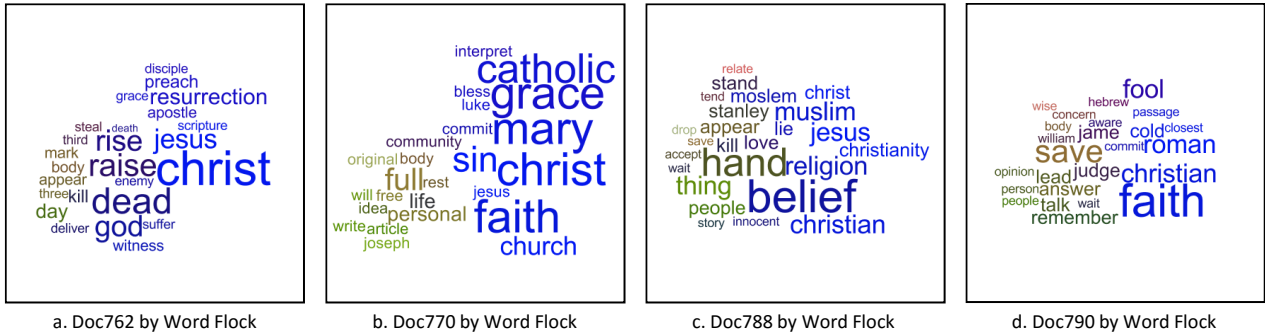 disciple
preach
grace resurrection
apostle
steal death scripture
third rise jesus
mark
body raise christ
appear enemy
three kill dead
day
deliver god suffer
witness
a. Doc762 by Word Flock
interpret
catholic
bless grace
luke
commit mary
community
original body sin christ
full rest
will free life jesus
idea personal faith
write article
joseph church
b. Doc770 by Word Flock
relate
stand
tend moslem christ
stanley muslim
drop appear lie jesus
save kill love christianity
accept hand religion
wait
thing belief
people
story innocent christian
c. Doc788 by Word Flock
fool
wise hebrew
concern passage
body aware
william jame cold closest
save commit roman
opinion lead judge christian
person answer faith
people talk wait
remember
d. Doc790 by Word Flock